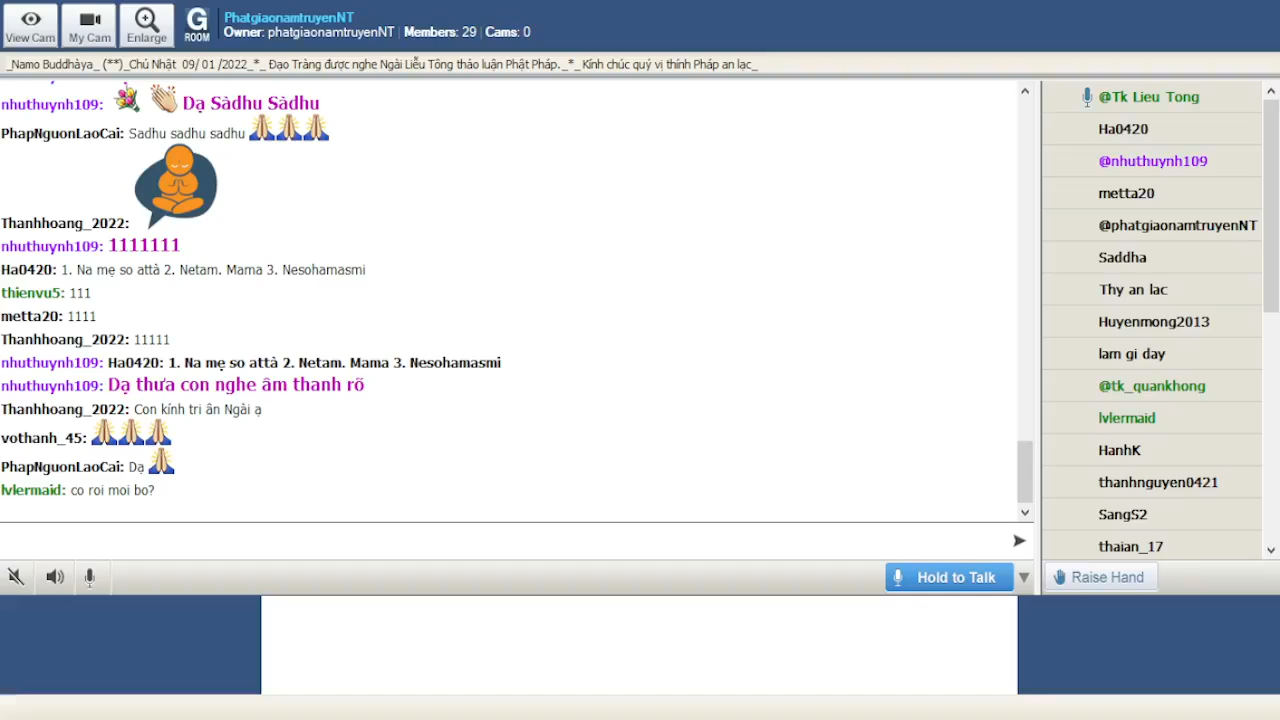 View Cam
My Cam
Enlarge
G
ROOM
PhatgiaonamtruyenNT
Owner: phatgiaonamtruyenNT | Members: 29 | Cams: 0
_Namo Buddhàya_ (**)_Chủ Nhật 09/ 01 /2022_*_ Đạo Tràng được nghe Ngài Liễu Tông thảo luận Phật Pháp._*_Kính chúc quý vị thính Pháp an lạc_
nhuthuynh109: Dạ Sàdhu Sàdhu
PhapNguonLaoCai: Sadhu sadhu sadhu
Thanhhoang_2022:
nhuthuynh109: 1111111
Ha0420: 1. Na mẹ so attà 2. Netam. Mama 3. Nesohamasmi
thienvu5: 111
metta20: 1111
Thanhhoang_2022: 11111
nhuthuynh109: Ha0420: 1. Na mẹ so attà 2. Netam. Mama 3. Nesohamasmi
nhuthuynh109: Dạ thưa con nghe âm thanh rõ
Thanhhoang_2022: Con kính tri ân Ngài ạ
vothanh_45:
PhapNguonLaoCai: Dạ
lvlermaid: co roi moi bo?
Hold to Talk
@Tk Lieu Tong
Ha0420
@nhuthuynh109
metta20
@phatgiaonamtruyenNT
Saddha
Thy an lac
Huyenmong2013
lam gi day
@tk_quankhong
lvlermaid
HanhK
thanhnguyen0421
SangS2
thaian_17
Raise Hand